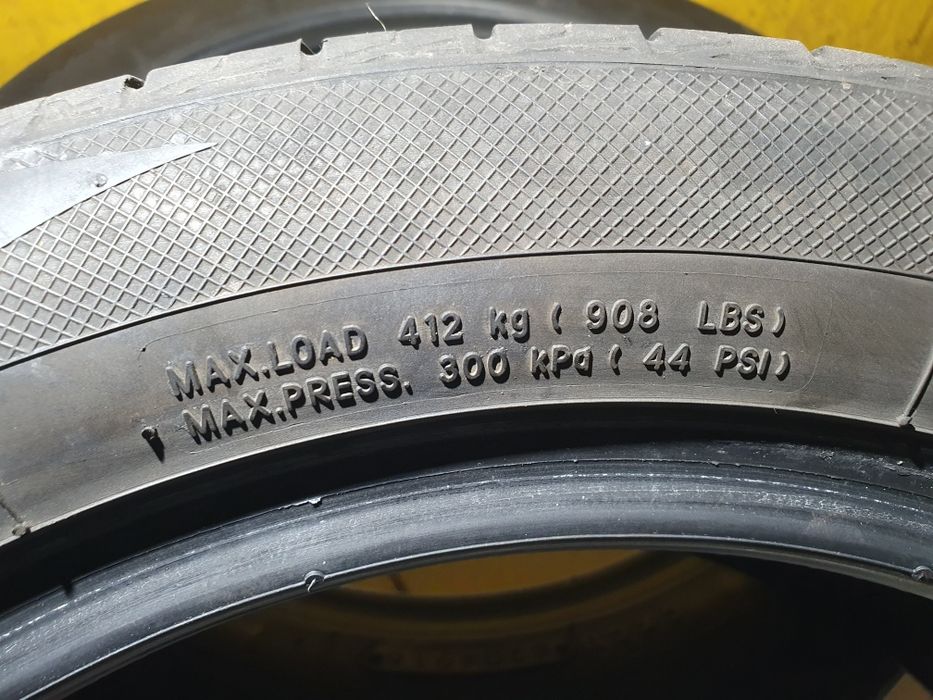 MAX.LOAD 412 kg ( 908 LBS)
MAX.PRESS. 300 kPa ( 44 PSI)